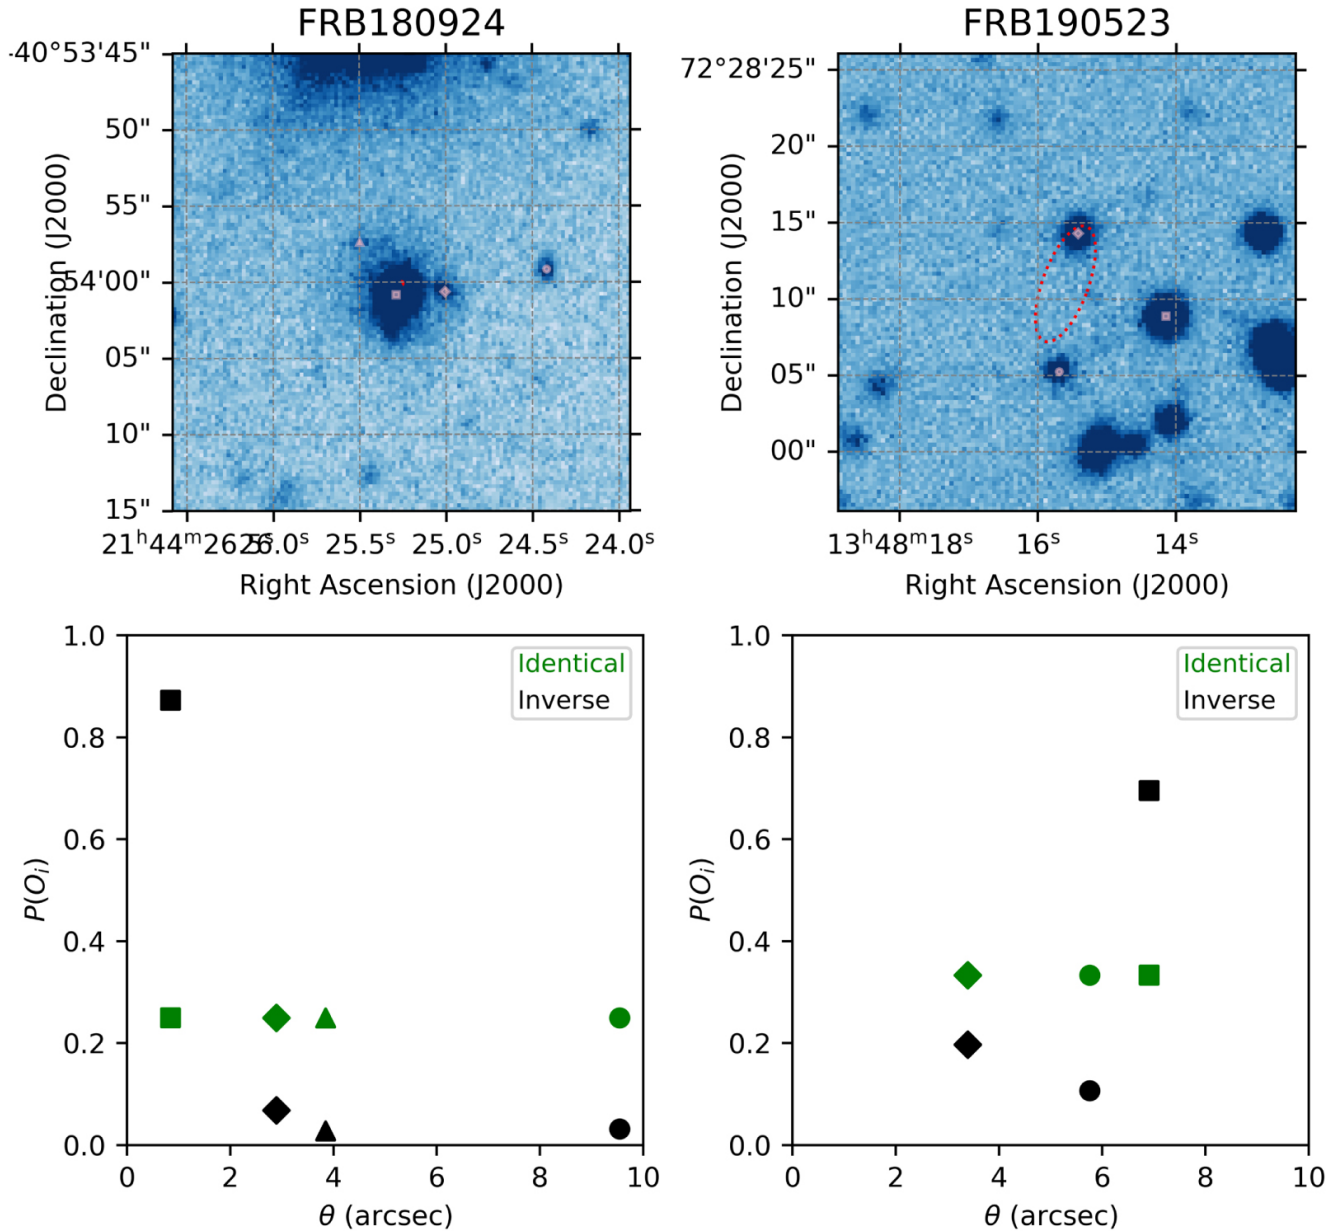 FRB180924
FRB190523
-40°53'45"
50"
55"
54'00"
05"
10"
15"
Declination (J2000)
26.0ˢ
25.5ˢ
25.0ˢ
24.5ˢ
24.0ˢ
Right Ascension (J2000)
72°28'25"
20"
15"
10"
05"
00"
Declination (J2000)
13ʰ48ᵐ18ˢ
16ˢ
14ˢ
Right Ascension (J2000)
1.0
0.8
0.6
0.4
0.2
0.0
P(Oᵢ)
Identical
Inverse
0 2 4 6 8 10
θ (arcsec)
1.0
0.8
0.6
0.4
0.2
0.0
P(Oᵢ)
Identical
Inverse
0 2 4 6 8 10
θ (arcsec)